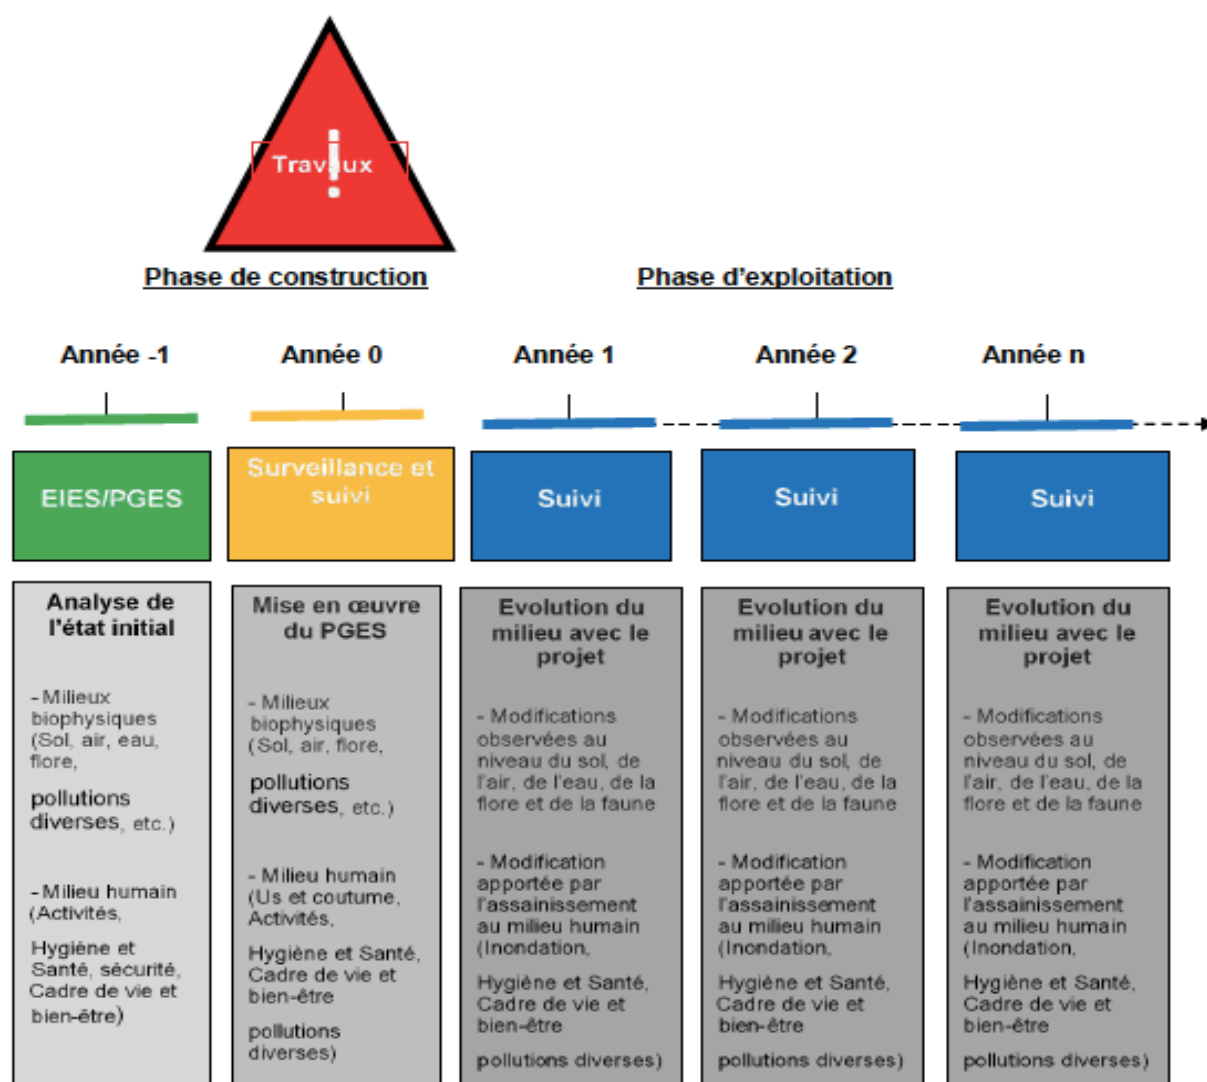 Travaux
!
Phase de construction
Phase d'exploitation
Année -1
Année 0
Année 1
Année 2
Année n
EIES/PGES
Surveillance et
suivi
Suivi
Suivi
Suivi
Analyse de
l'état initial
- Milieux
biophysiques
(Sol, air, eau,
flore,
pollutions
diverses, etc.)
- Milieu humain
(Activités,
Hygiène et
Santé, sécurité,
Cadre de vie et
bien-être)
Mise en œuvre
du PGES
- Milieux
biophysiques
(Sol, air, flore,
pollutions
diverses, etc.)
- Milieu humain
(Us et coutume,
Activités,
Hygiène et Santé,
Cadre de vie et
bien-être
pollutions
diverses)
Evolution du
milieu avec le
projet
- Modifications
observées au
niveau du sol, de
l'air, de l'eau, de la
flore et de la faune
- Modification
apportée par
l'assainissement
au milieu humain
(Inondation,
Hygiène et Santé,
Cadre de vie et
bien-être
pollutions diverses)
Evolution du
milieu avec le
projet
- Modifications
observées au
niveau du sol, de
l'air, de l'eau, de la
flore et de la faune
- Modification
apportée par
l'assainissement
au milieu humain
(Inondation,
Hygiène et Santé,
Cadre de vie et
bien-être
pollutions diverses)
Evolution du
milieu avec le
projet
- Modifications
observées au
niveau du sol, de
l'air, de l'eau, de la
flore et de la faune
- Modification
apportée par
l'assainissement
au milieu humain
(Inondation,
Hygiène et Santé,
Cadre de vie et
bien-être
pollutions diverses)